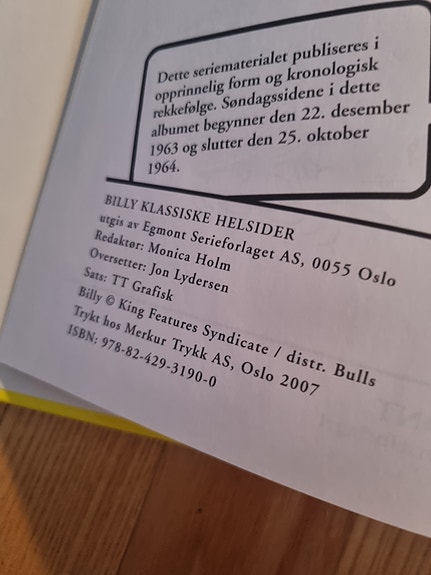 Dette seriematerialet publiseres i
opprinnelig form og kronologisk
rekkefølge. Søndagssidene i dette
albumet begynner den 22. desember
1963 og slutter den 25. oktober
1964.
BILLY KLASSISKE HELSIDER
utgis av Egmont Serieforlaget AS, 0055 Oslo
Redaktør: Monica Holm
Oversetter: Jon Lydersen
Sats: TT Grafisk
Billy © King Features Syndicate / distr. Bulls
Trykt hos Merkur Trykk AS, Oslo 2007
ISBN: 978-82-429-3190-0